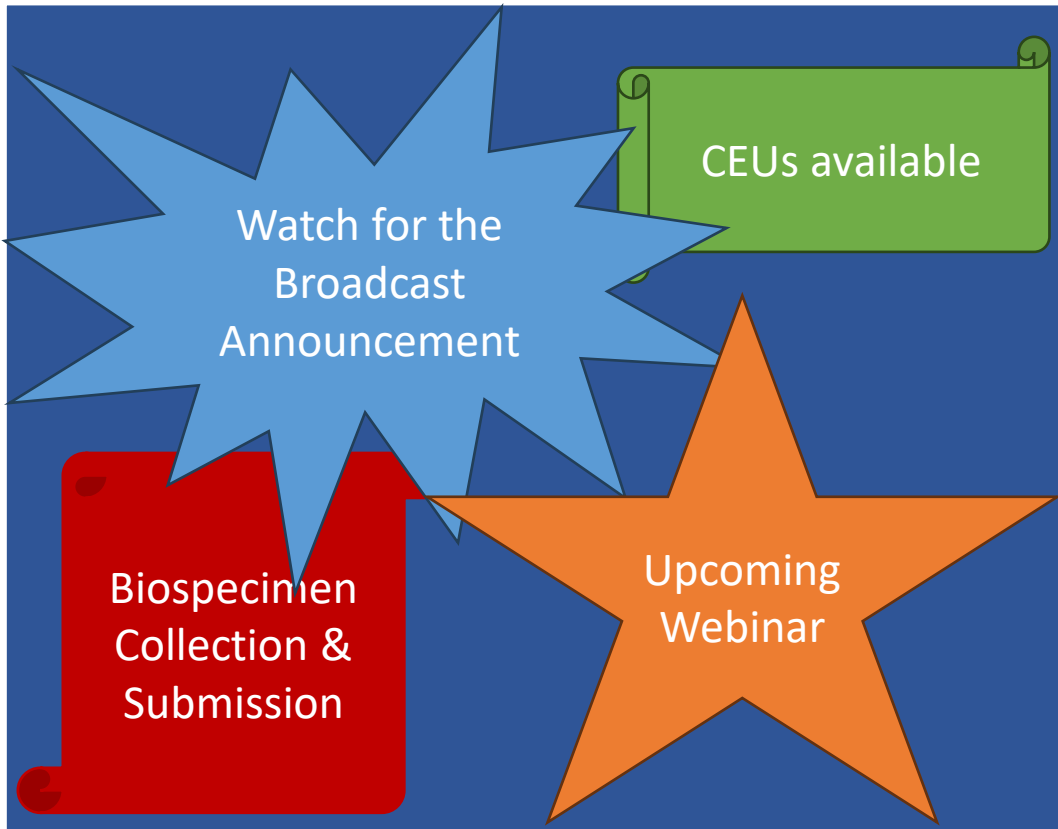 CEUs available
Watch for the
Broadcast
Announcement
Upcoming
Webinar
Biospecimen
Collection &
Submission